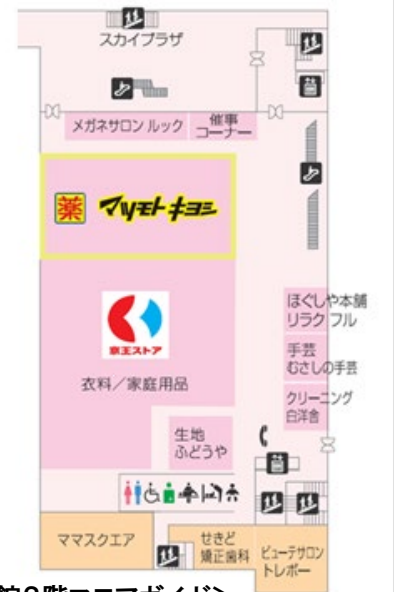 スカイプラザ
メガネサロン ルック
催事
コーナー
薬 マツモトキヨシ
京王ストア
衣料／家庭用品
ほぐしや本舗
リラク フル
手芸
むさしの手芸
クリーニング
白洋舎
生地
ふどうや
ママスクエア
せきど
矯正歯科
ビューテサロン
トレボー